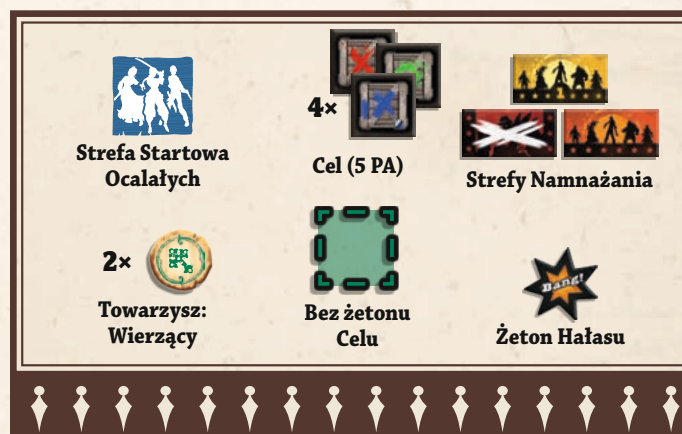 Strefa Startowa
Ocalałych
4×
Cel (5 PA)
Strefy Namnażania
2×
Towarzysz:
Wierzący
Bez żetonu
Celu
Bang!
Żeton Hałasu